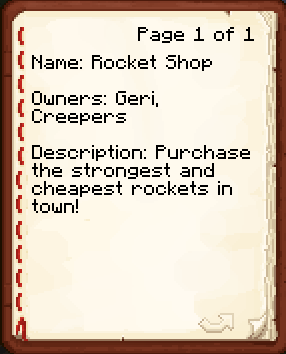 Page 1 of 1
Name: Rocket Shop
Owners: Geri,
Creepers
Description: Purchase
the strongest and
cheapest rockets in
town!